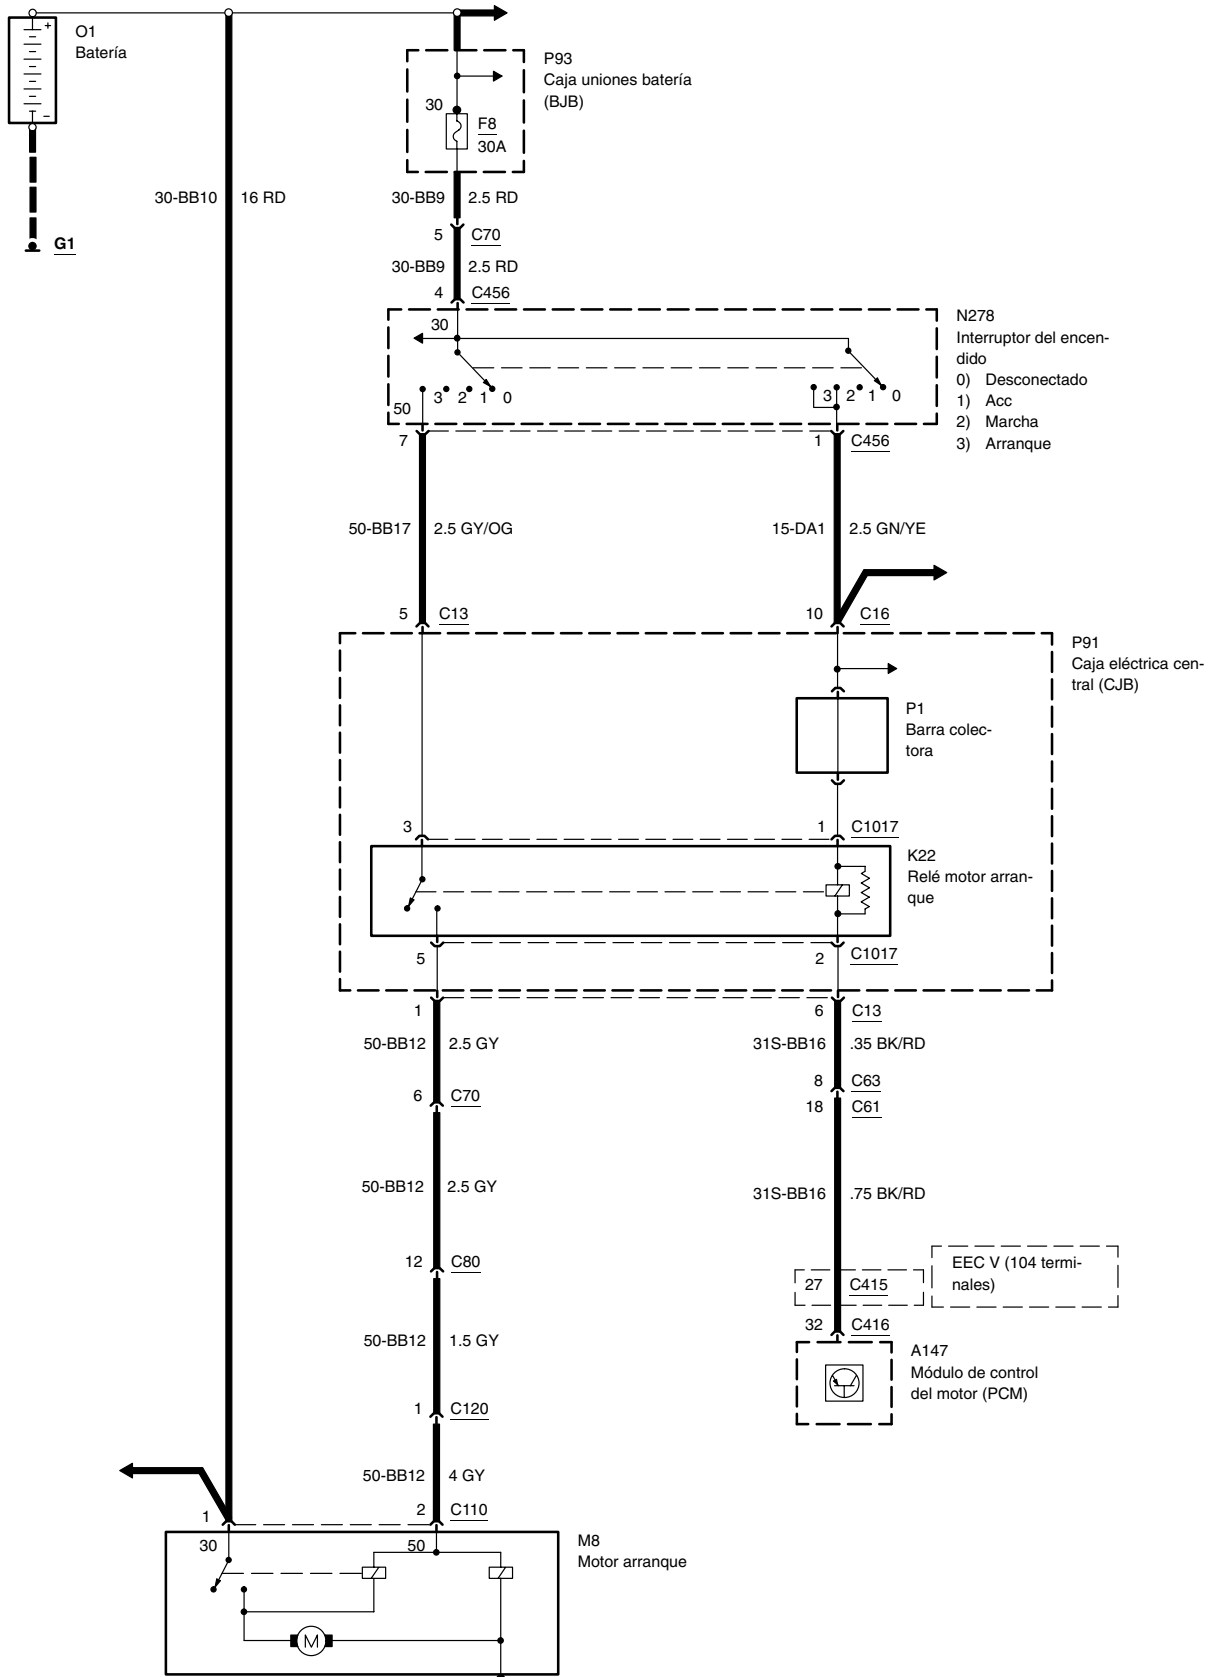 O1
Batería
+
−
G1
P93
Caja uniones batería
(BJB)
30
F8
30A
30-BB10 16 RD
30-BB9 2.5 RD
5 C70
30-BB9 2.5 RD
4 C456
N278
Interruptor del encen-
dido
0) Desconectado
1) Acc
2) Marcha
3) Arranque
30
3 2 1 0
50
3 2 1 0
7
1 C456
50-BB17 2.5 GY/OG
15-DA1 2.5 GN/YE
5 C13
10 C16
P91
Caja eléctrica cen-
tral (CJB)
P1
Barra colec-
tora
3
1 C1017
K22
Relé motor arran-
que
5
2 C1017
1
6 C13
50-BB12 2.5 GY
31S-BB16 .35 BK/RD
6 C70
8 C63
18 C61
50-BB12 2.5 GY
31S-BB16 .75 BK/RD
12 C80
EEC V (104 termi-
nales)
27 C415
32 C416
50-BB12 1.5 GY
A147
Módulo de control
del motor (PCM)
1 C120
50-BB12 4 GY
1
2 C110
30
50
M8
Motor arranque
M